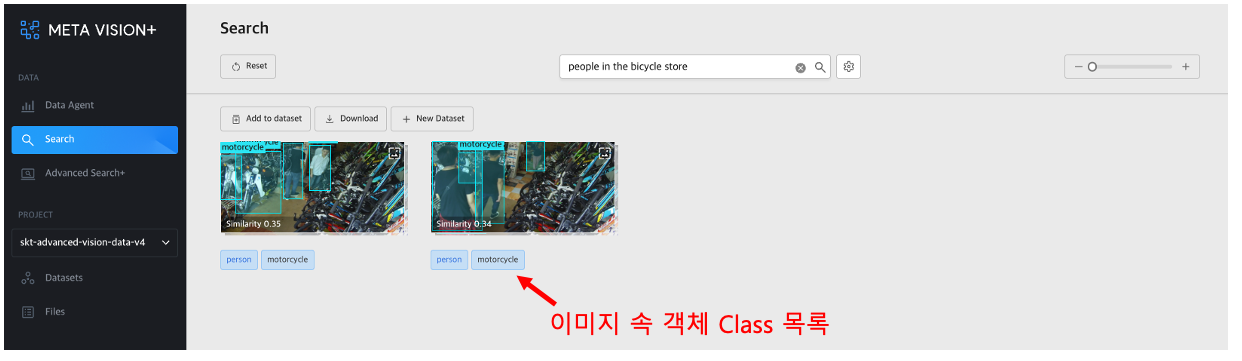 META VISION+
Search
Reset
people in the bicycle store
DATA
Data Agent
Search
Advanced Search+
PROJECT
skt-advanced-vision-data-v4
Datasets
Files
Add to dataset
Download
New Dataset
motorcycle
Similarity 0.35
motorcycle
Similarity 0.34
person
motorcycle
person
motorcycle
이미지 속 객체 Class 목록